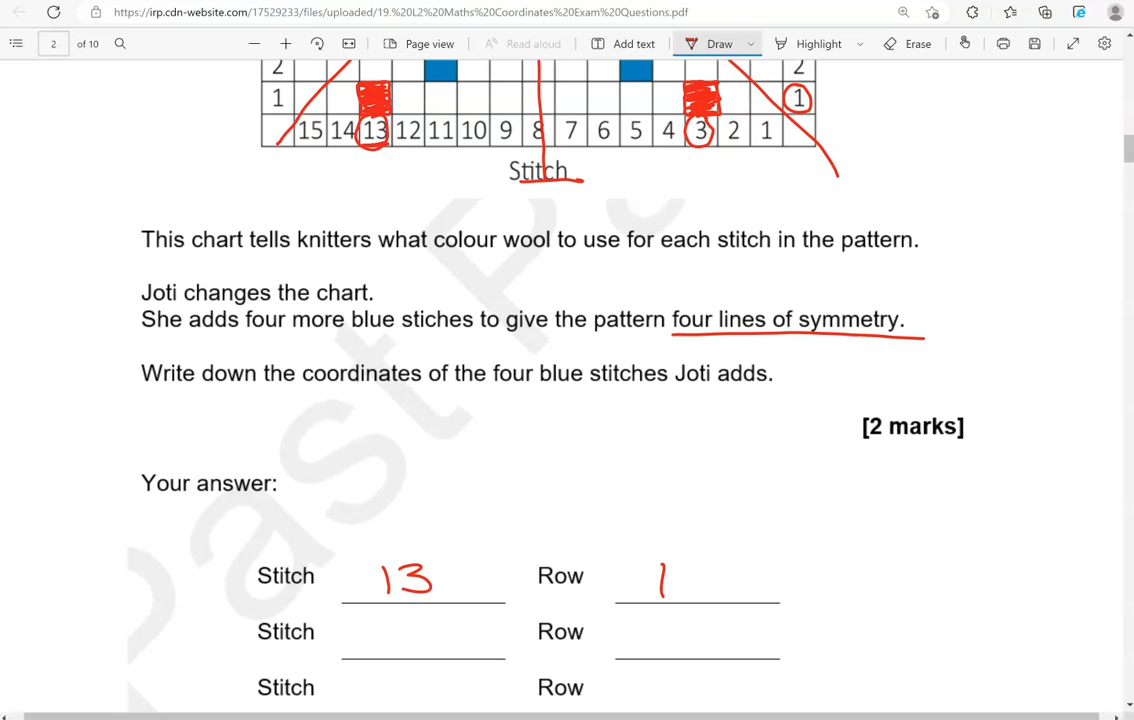 https://irp.cdn-website.com/17529233/files/uploaded/19.%20L2%20Maths%20Coordinates%20Exam%20Questions.pdf
2 of 10 Page view Read aloud Add text Draw Highlight Erase
2 2
1 1
15 14 13 12 11 10 9 8 7 6 5 4 3 2 1
Stitch
This chart tells knitters what colour wool to use for each stitch in the pattern.
Joti changes the chart.
She adds four more blue stiches to give the pattern four lines of symmetry.
Write down the coordinates of the four blue stitches Joti adds.
[2 marks]
Your answer:
Stitch 13 Row 1
Stitch Row
Stitch Row
Past P